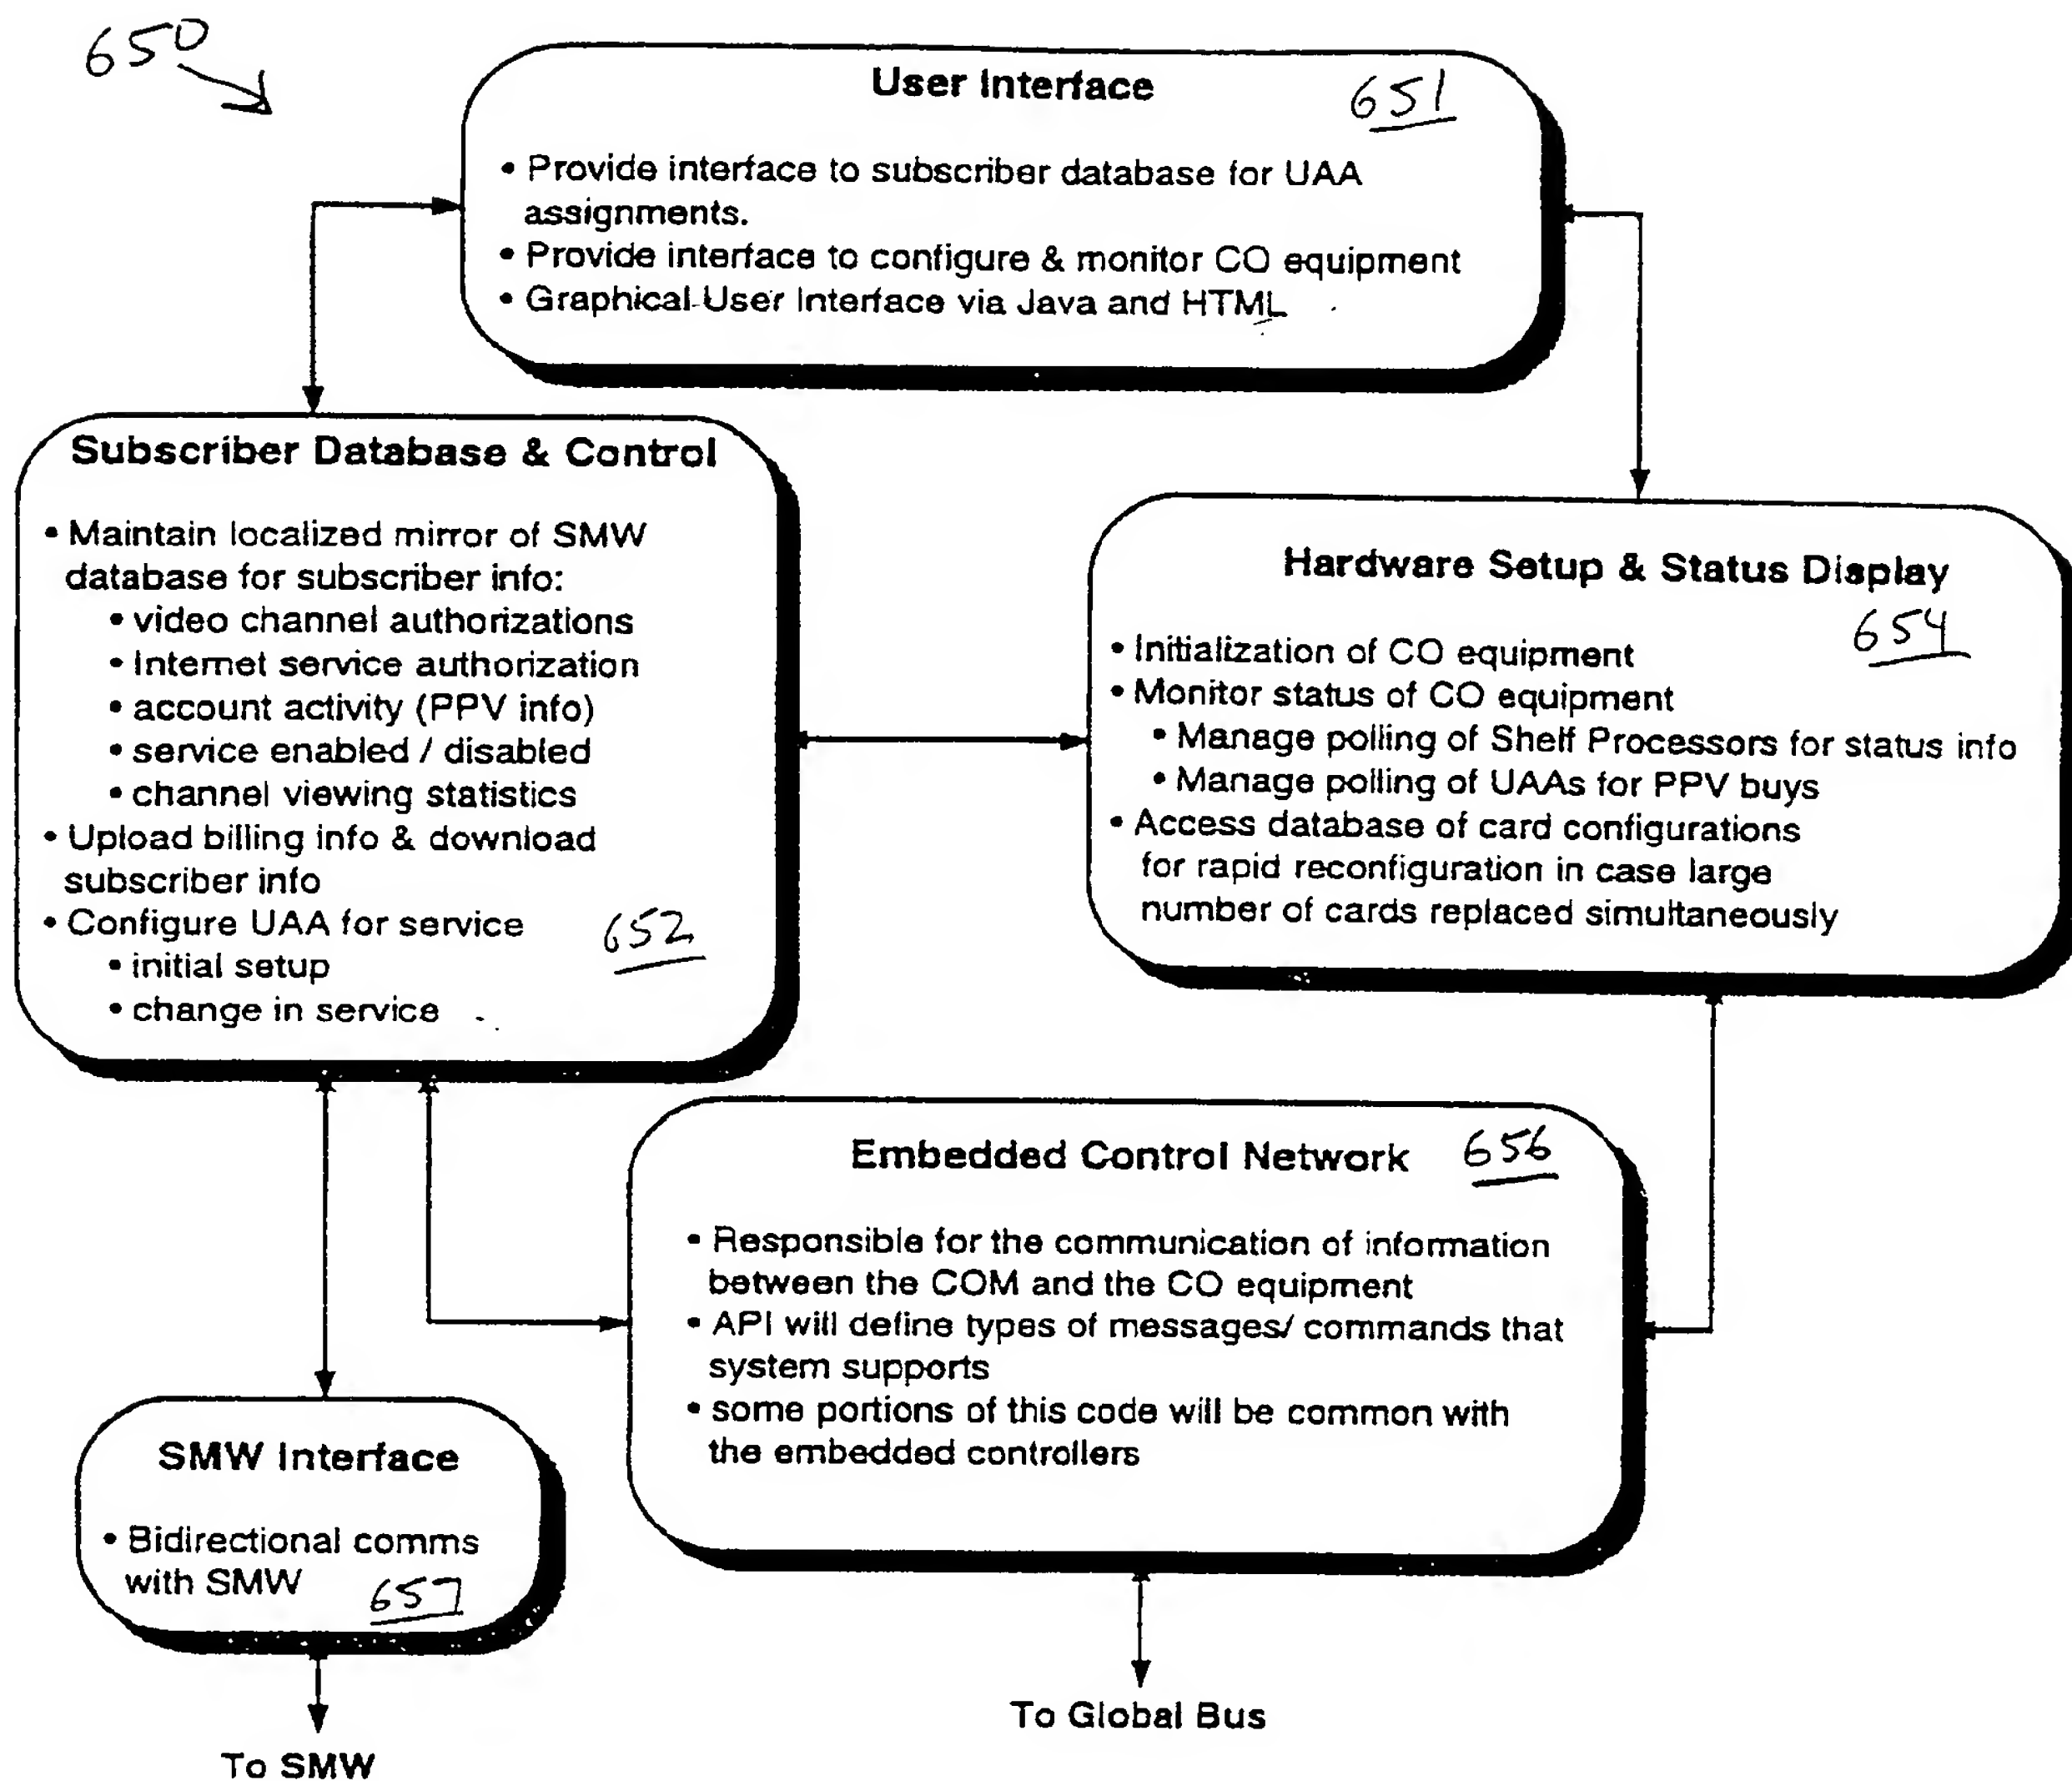 650
User Interface
651
• Provide interface to subscriber database for UAA
assignments.
• Provide interface to configure & monitor CO equipment
• Graphical User Interface via Java and HTML
Subscriber Database & Control
• Maintain localized mirror of SMW
database for subscriber info:
• video channel authorizations
• Internet service authorization
• account activity (PPV info)
• service enabled / disabled
• channel viewing statistics
• Upload billing info & download
subscriber info
• Configure UAA for service
652
• initial setup
• change in service
Hardware Setup & Status Display
654
• Initialization of CO equipment
• Monitor status of CO equipment
• Manage polling of Shelf Processors for status info
• Manage polling of UAAs for PPV buys
• Access database of card configurations
for rapid reconfiguration in case large
number of cards replaced simultaneously
Embedded Control Network
656
• Responsible for the communication of information
between the COM and the CO equipment
• API will define types of messages/ commands that
system supports
• some portions of this code will be common with
the embedded controllers
SMW Interface
• Bidirectional comms
with SMW
657
To Global Bus
To SMW